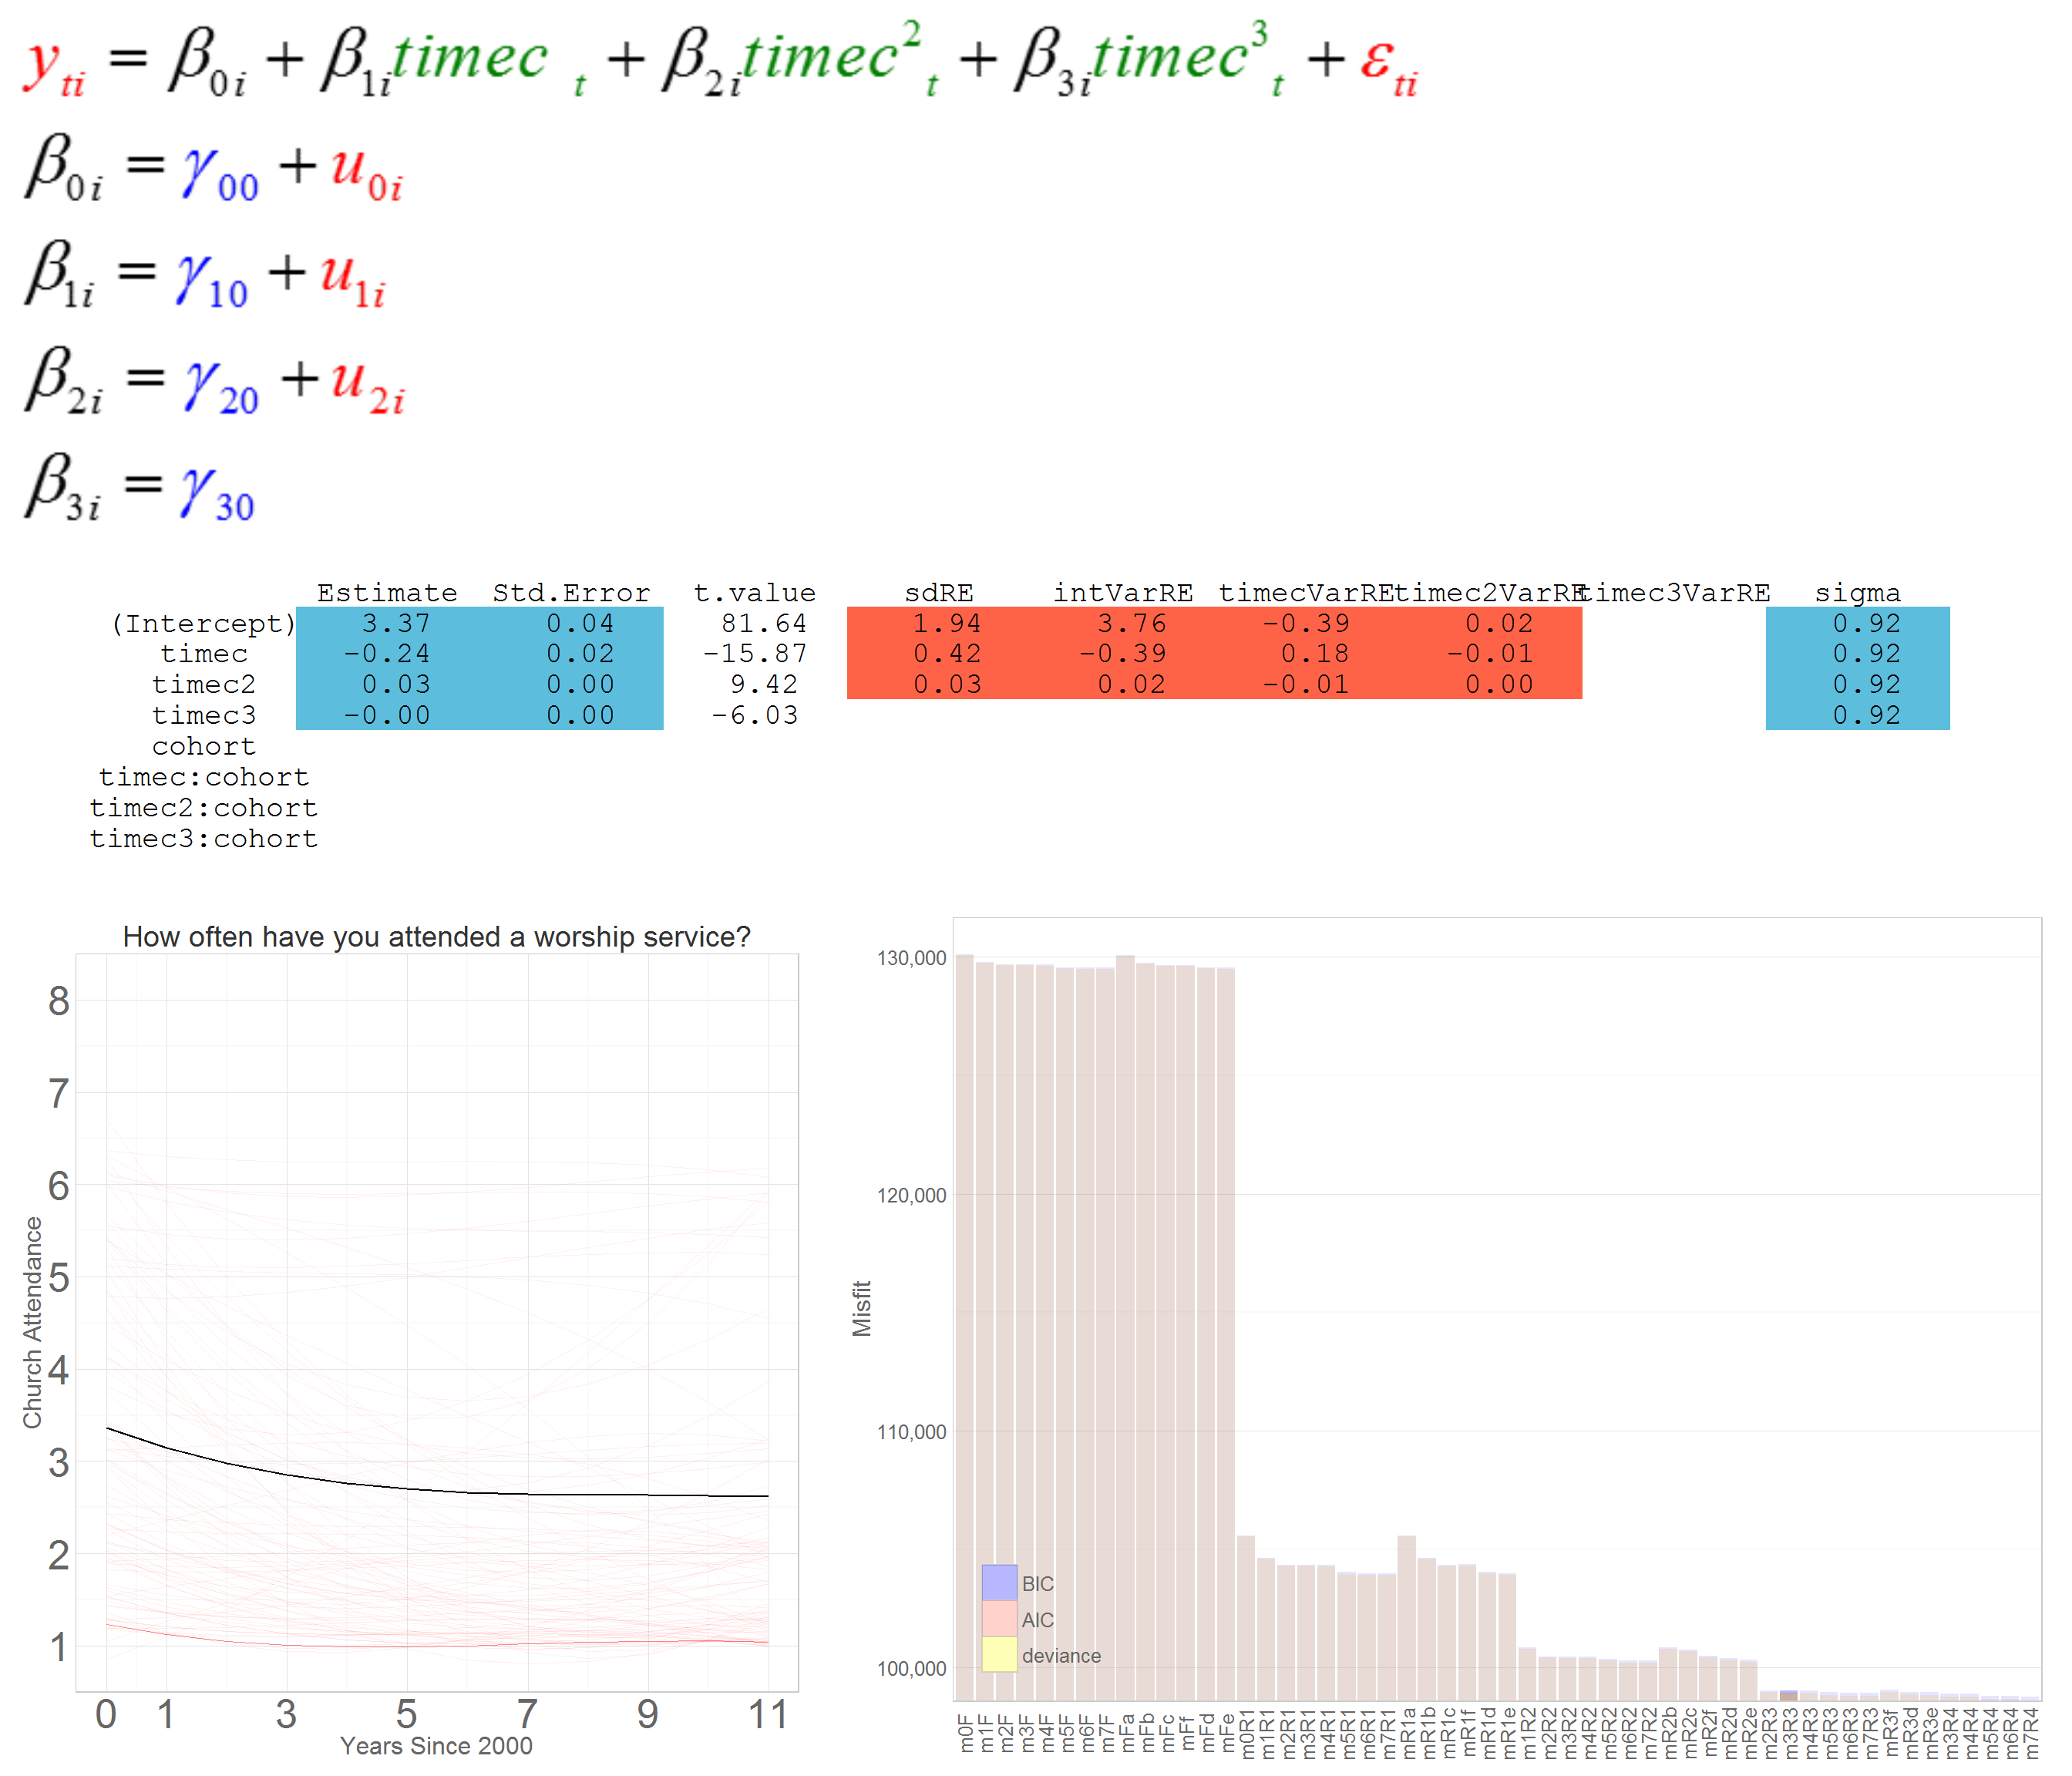 y_ti = β_0i + β_1i timec_t + β_2i timec²_t + β_3i timec³_t + ε_ti
β_0i = γ_00 + u_0i
β_1i = γ_10 + u_1i
β_2i = γ_20 + u_2i
β_3i = γ_30
Estimate Std.Error t.value sdRE intVarRE timecVarRE timec2VarRE timec3VarRE sigma
(Intercept) 3.37 0.04 81.64 1.94 3.76 -0.39 0.02 0.92
timec -0.24 0.02 -15.87 0.42 -0.39 0.18 -0.01 0.92
timec2 0.03 0.00 9.42 0.03 0.02 -0.01 0.00 0.92
timec3 -0.00 0.00 -6.03 0.92
cohort
timec:cohort
timec2:cohort
timec3:cohort
How often have you attended a worship service?
8
7
6
5
4
3
2
1
Church Attendance
0 1 3 5 7 9 11
Years Since 2000
130,000
120,000
110,000
100,000
Misfit
BIC
AIC
deviance
m0F m1F m2F m3F m4F m5F m6F m7F mFa mFb mFc mFf mFd mFe m0R1 m1R1 m2R1 m3R1 m4R1 m5R1 m6R1 m7R1 mR1a mR1b mR1c mR1f mR1d mR1e m1R2 m2R2 m3R2 m4R2 m5R2 m6R2 m7R2 mR2b mR2c mR2f mR2d mR2e m2R3 m3R3 m4R3 m5R3 m6R3 m7R3 mR3f mR3d mR3e m3R4 m4R4 m5R4 m6R4 m7R4